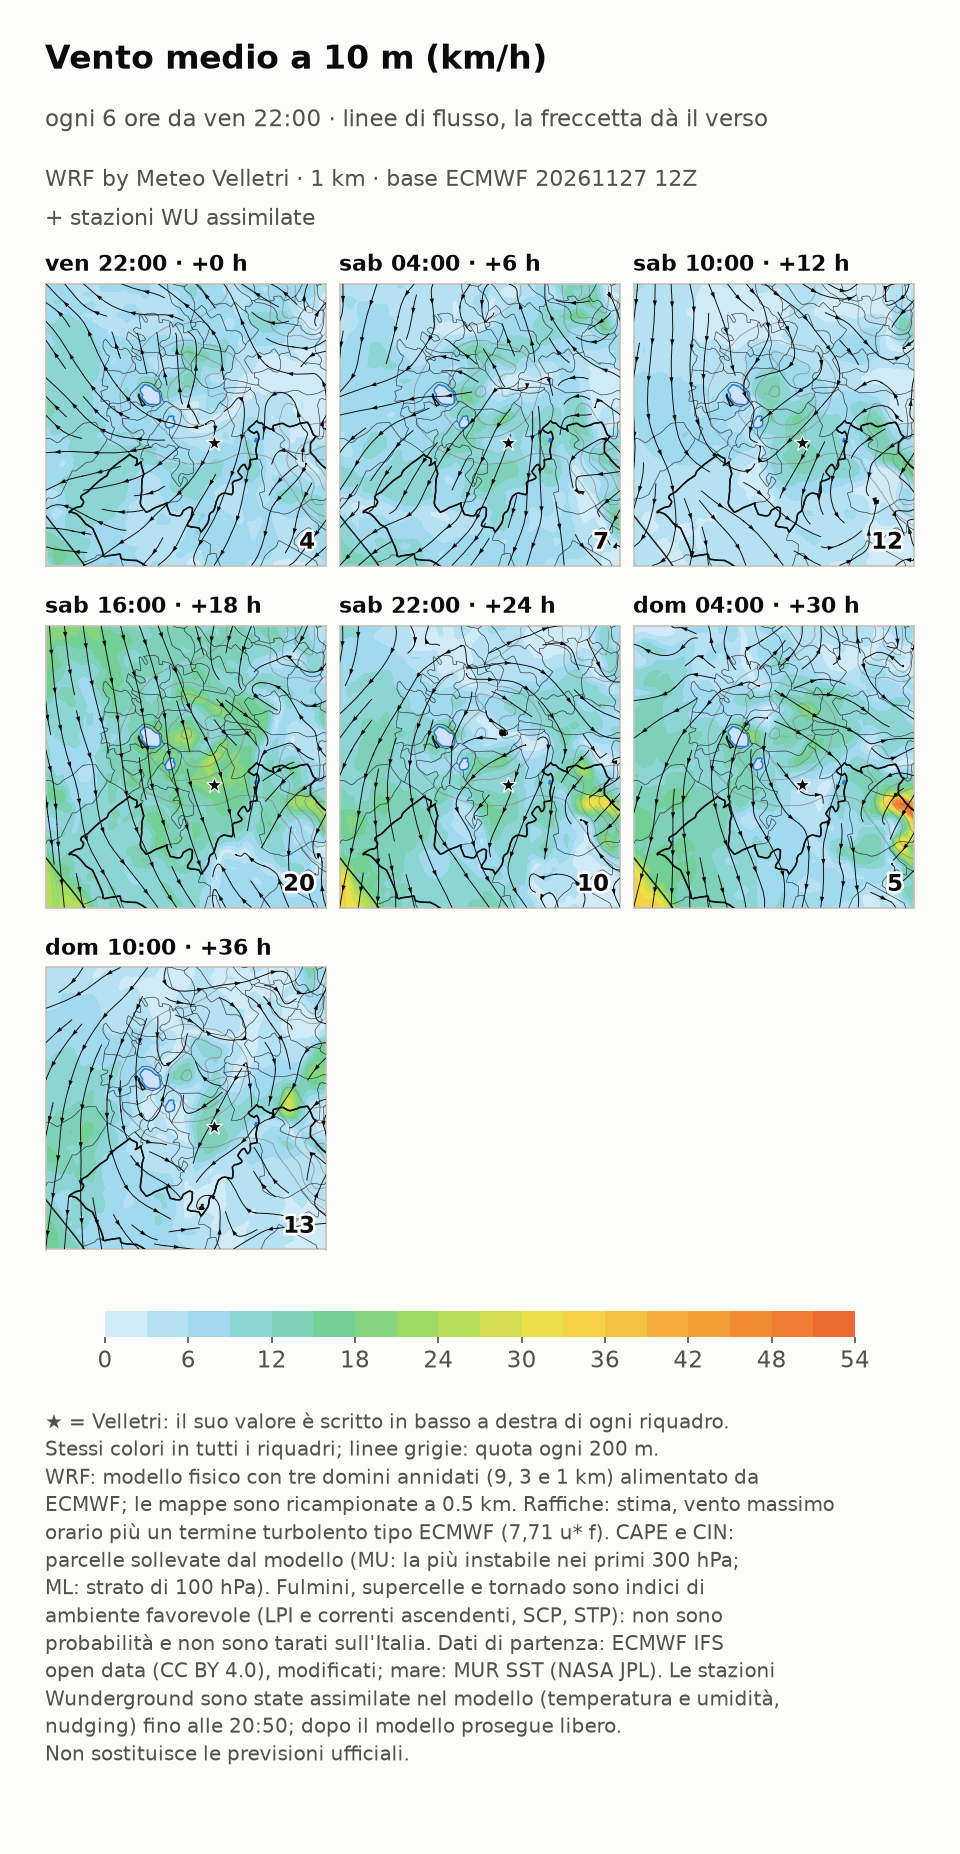 Vento medio a 10 m (km/h)
ogni 6 ore da ven 22:00 · linee di flusso, la freccetta dà il verso
WRF by Meteo Velletri · 1 km · base ECMWF 20261127 12Z
+ stazioni WU assimilate
ven 22:00 · +0 h
sab 04:00 · +6 h
sab 10:00 · +12 h
4
7
12
sab 16:00 · +18 h
sab 22:00 · +24 h
dom 04:00 · +30 h
20
10
5
dom 10:00 · +36 h
13
0 6 12 18 24 30 36 42 48 54
★ = Velletri: il suo valore è scritto in basso a destra di ogni riquadro.
Stessi colori in tutti i riquadri; linee grigie: quota ogni 200 m.
WRF: modello fisico con tre domini annidati (9, 3 e 1 km) alimentato da
ECMWF; le mappe sono ricampionate a 0.5 km. Raffiche: stima, vento massimo
orario più un termine turbolento tipo ECMWF (7,71 u* f). CAPE e CIN:
parcelle sollevate dal modello (MU: la più instabile nei primi 300 hPa;
ML: strato di 100 hPa). Fulmini, supercelle e tornado sono indici di
ambiente favorevole (LPI e correnti ascendenti, SCP, STP): non sono
probabilità e non sono tarati sull'Italia. Dati di partenza: ECMWF IFS
open data (CC BY 4.0), modificati; mare: MUR SST (NASA JPL). Le stazioni
Wunderground sono state assimilate nel modello (temperatura e umidità,
nudging) fino alle 20:50; dopo il modello prosegue libero.
Non sostituisce le previsioni ufficiali.